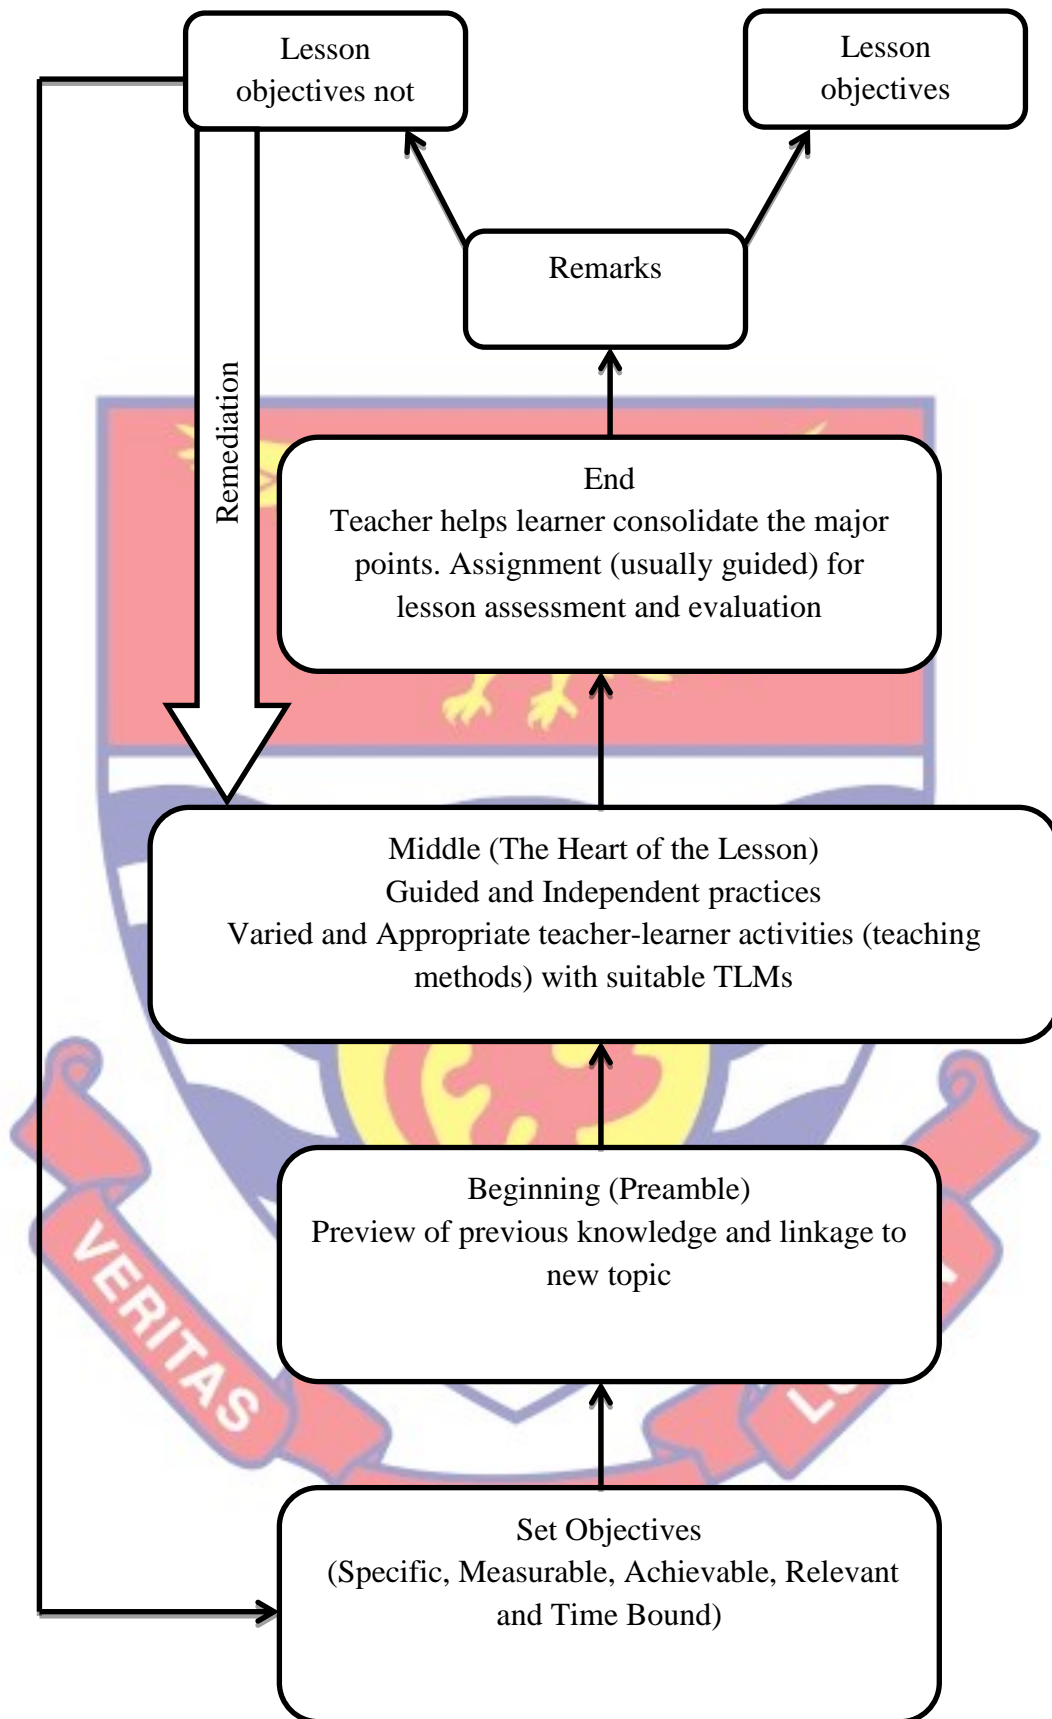 Lesson
objectives not
Lesson
objectives
Remarks
Remediation
End
Teacher helps learner consolidate the major
points. Assignment (usually guided) for
lesson assessment and evaluation
Middle (The Heart of the Lesson)
Guided and Independent practices
Varied and Appropriate teacher-learner activities (teaching
methods) with suitable TLMs
Beginning (Preamble)
Preview of previous knowledge and linkage to
new topic
VERITAS
Set Objectives
(Specific, Measurable, Achievable, Relevant
and Time Bound)